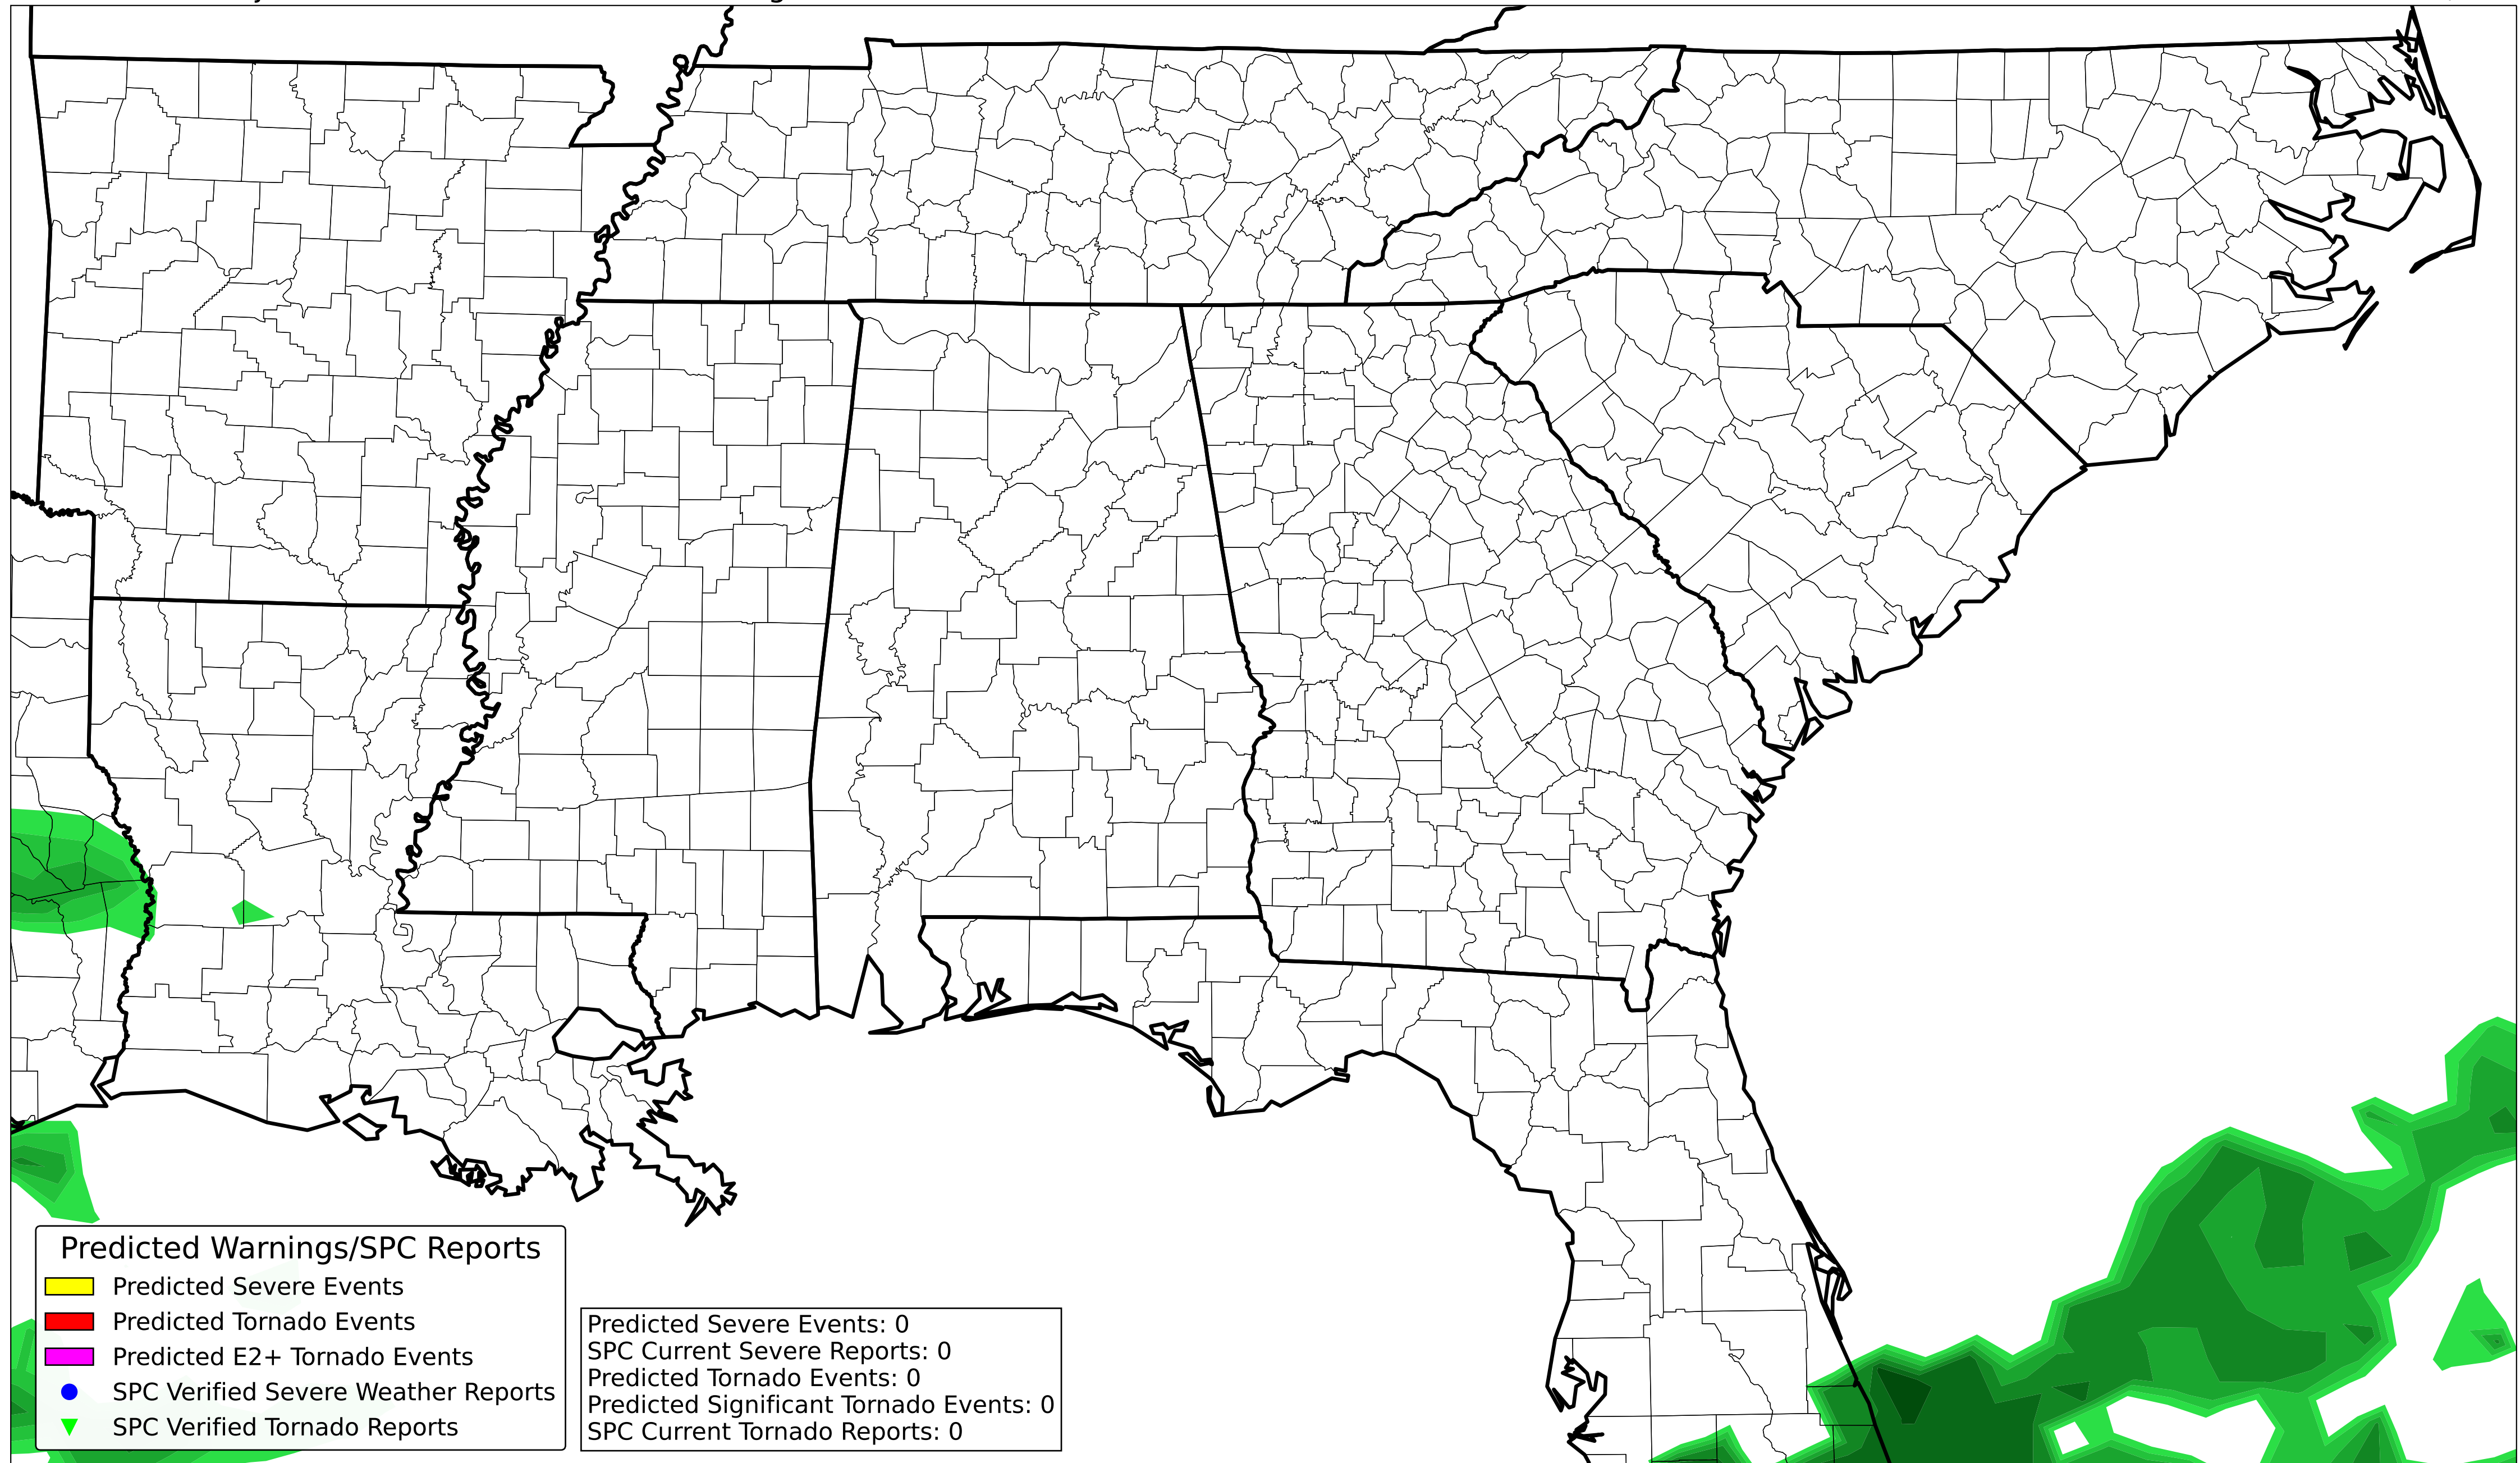 Predicted Warnings/SPC Reports
Predicted Severe Events
Predicted Tornado Events
Predicted E2+ Tornado Events
SPC Verified Severe Weather Reports
SPC Verified Tornado Reports
Predicted Severe Events: 0
SPC Current Severe Reports: 0
Predicted Tornado Events: 0
Predicted Significant Tornado Events: 0
SPC Current Tornado Reports: 0